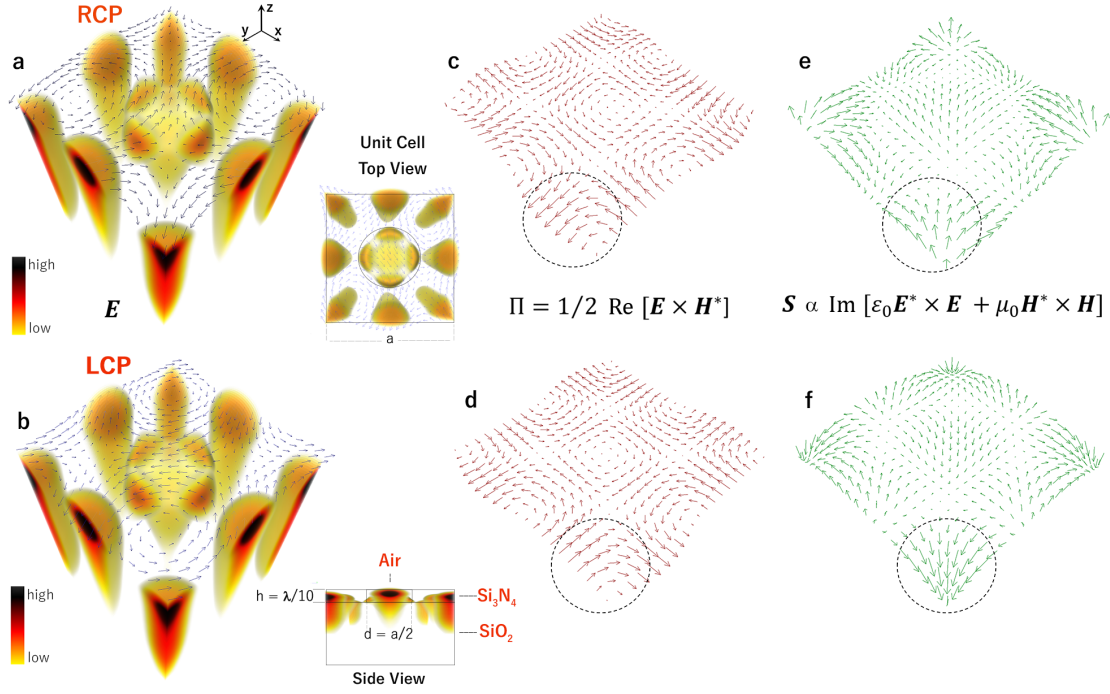 RCP
z
y
x
a
c
e
Unit Cell
Top View
high
low
E
a
Π = 1/2 Re [E × H*]
S α Im [ε₀E* × E + μ₀H* × H]
LCP
b
d
f
Air
h = λ/10
Si₃N₄
d = a/2
SiO₂
high
low
Side View